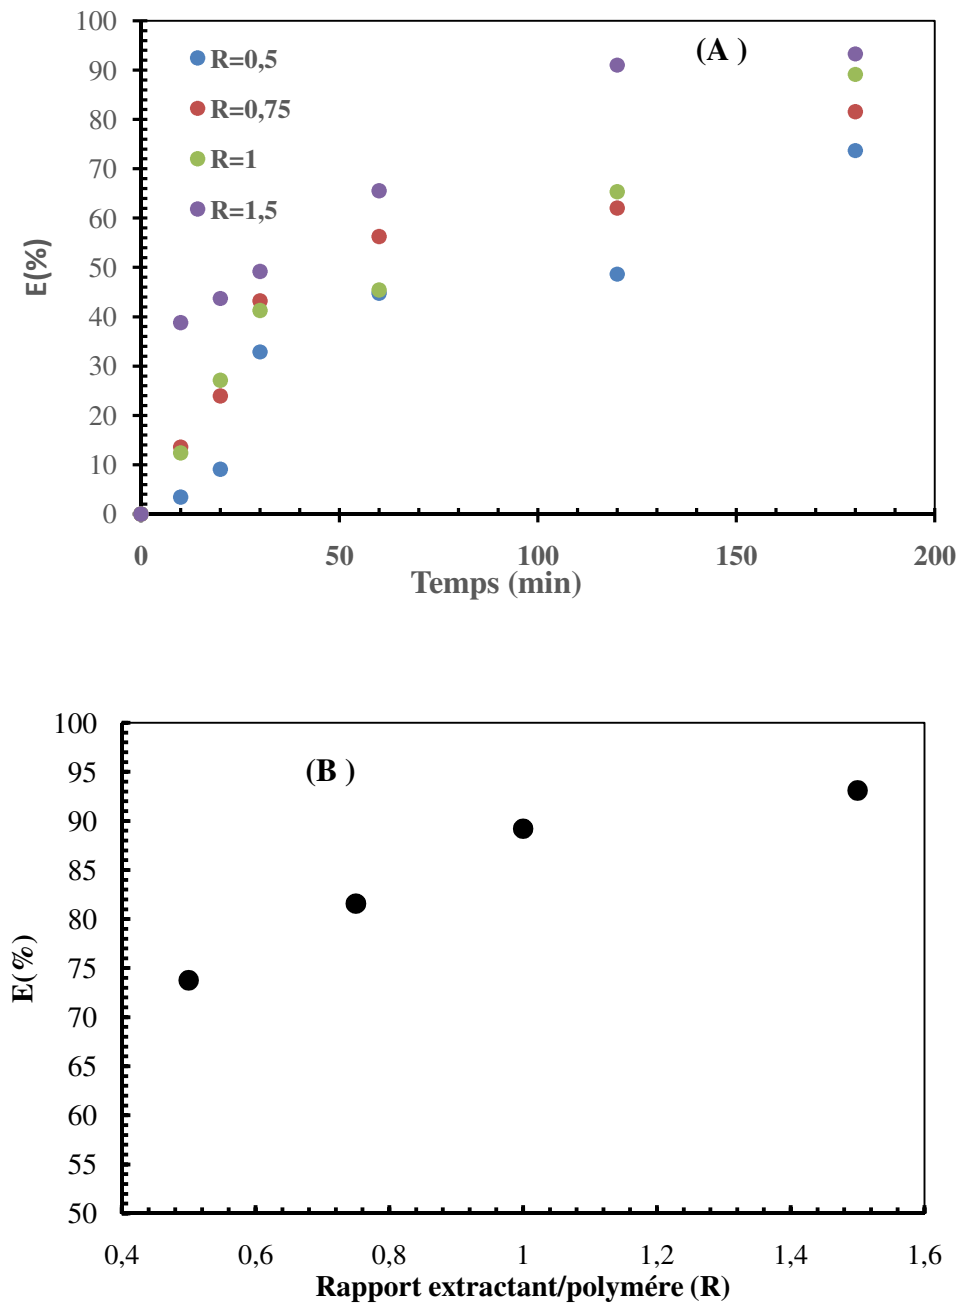 100
90
80
70
60
50
40
30
20
10
0
E(%)
R=0,5
R=0,75
R=1
R=1,5
(A )
0 50 100 150 200
Temps (min)
100
95
90
85
80
75
70
65
60
55
50
E(%)
(B )
0,4 0,6 0,8 1 1,2 1,4 1,6
Rapport extractant/polymére (R)